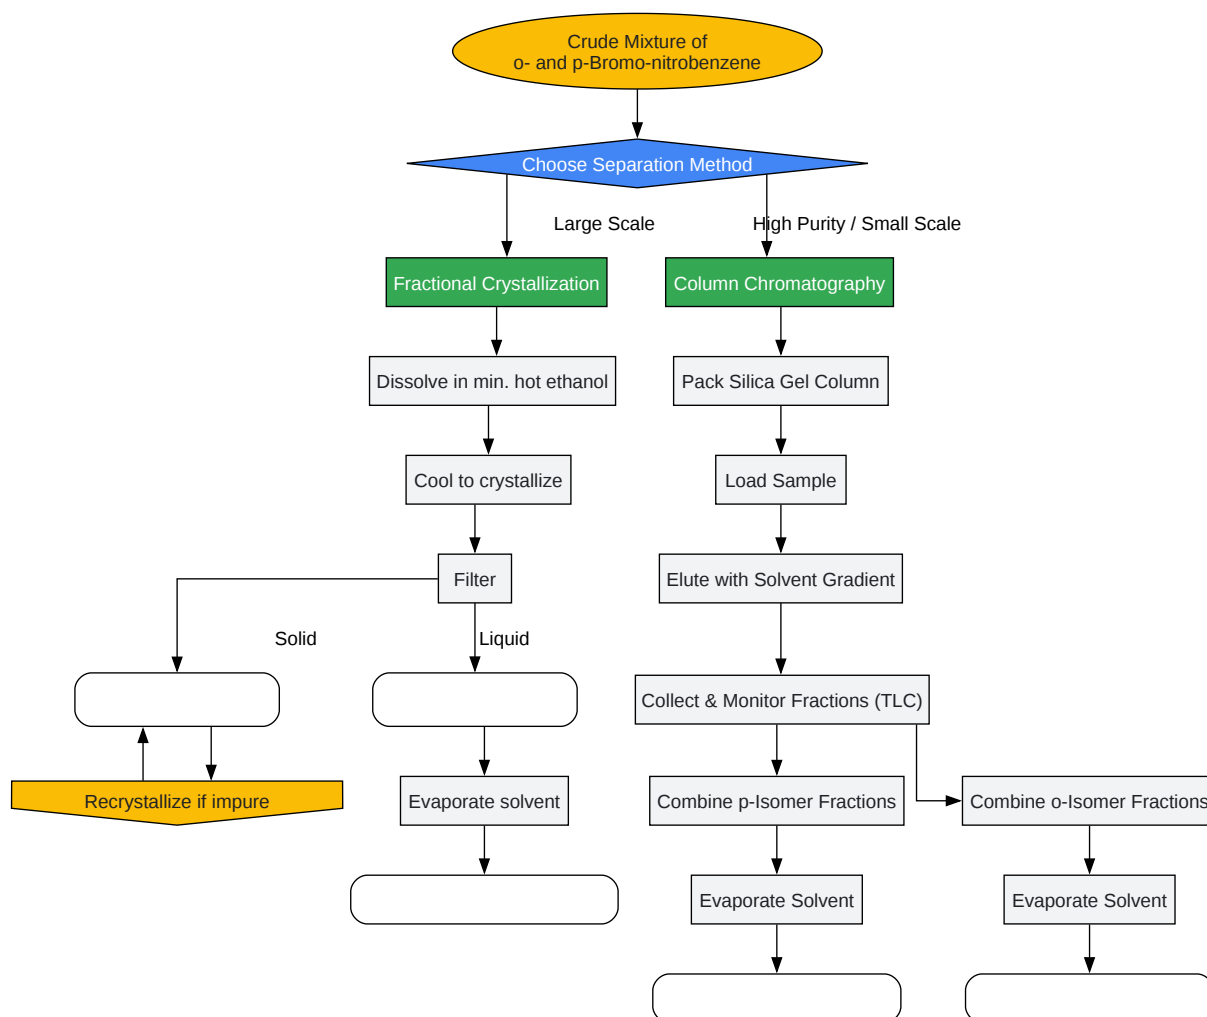 Crude Mixture of
o- and p-Bromo-nitrobenzene
Choose Separation Method
Large Scale
High Purity / Small Scale
Fractional Crystallization
Column Chromatography
Dissolve in min. hot ethanol
Pack Silica Gel Column
Cool to crystallize
Load Sample
Filter
Elute with Solvent Gradient
Solid
Liquid
Collect & Monitor Fractions (TLC)
Recrystallize if impure
Evaporate solvent
Combine p-Isomer Fractions
Combine o-Isomer Fractions
Evaporate Solvent
Evaporate Solvent